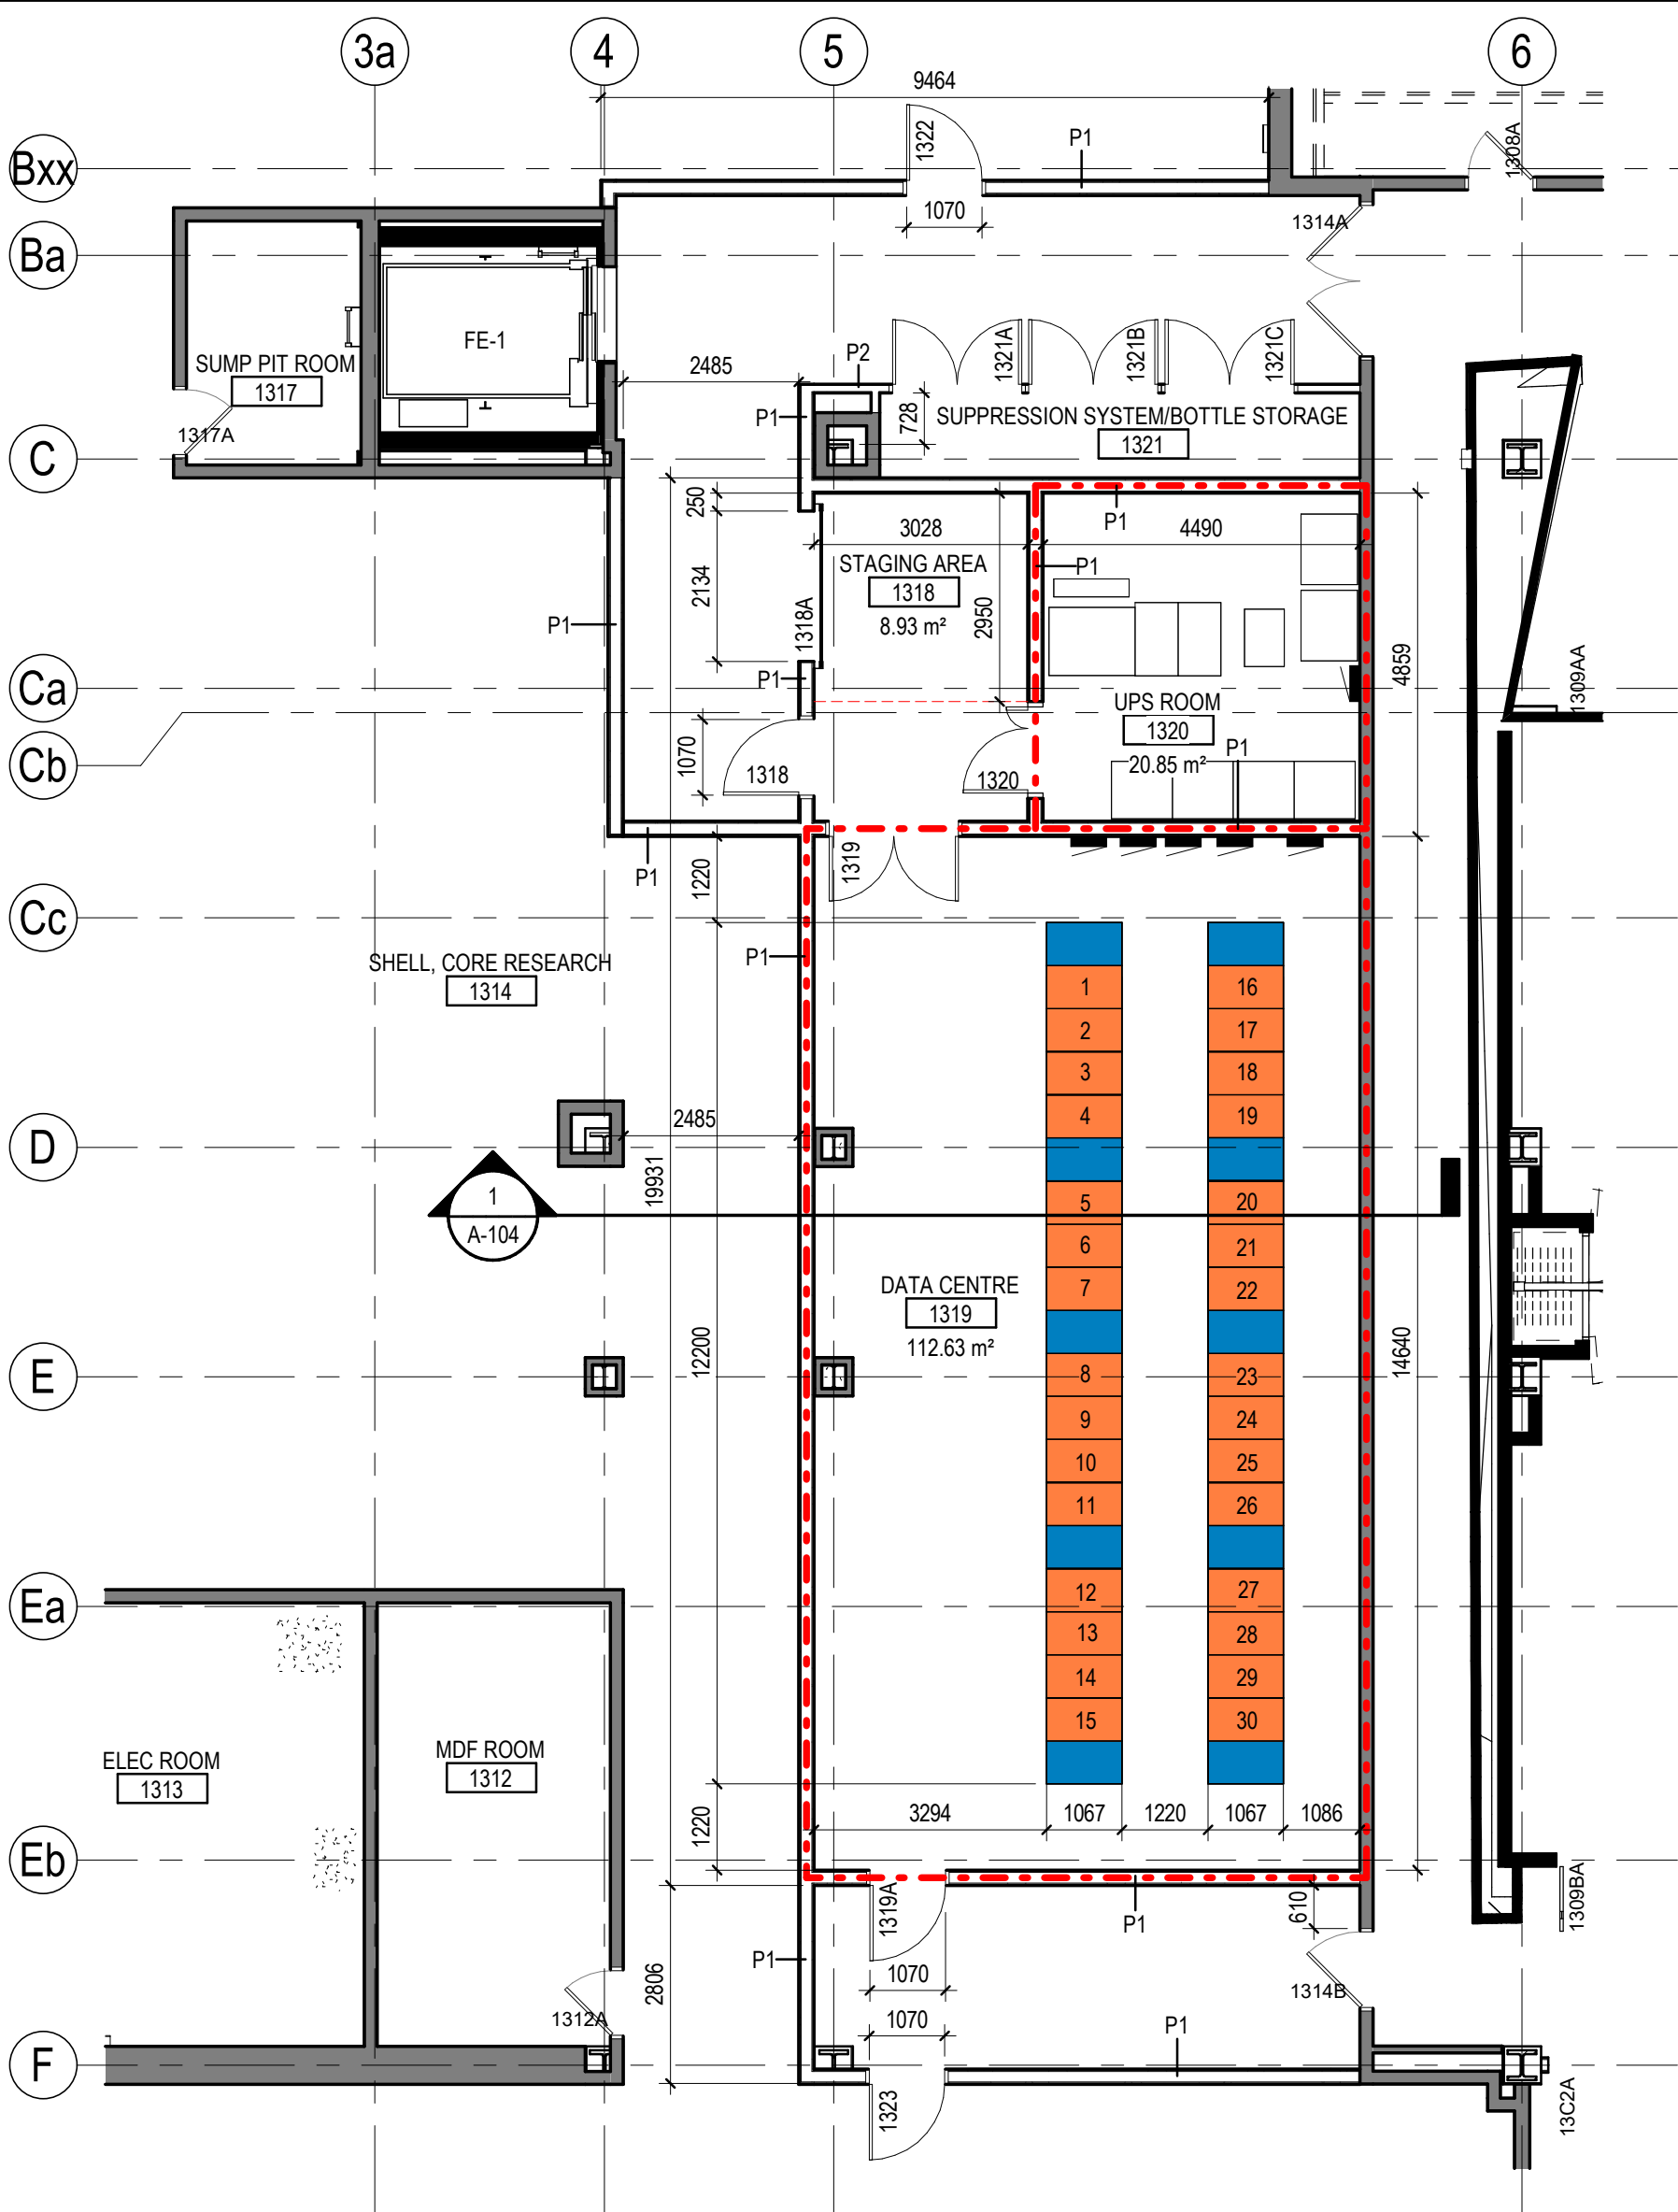 3a
4
5
6
9464
Bxx
1322
P1
1308A
1070
1314A
Ba
FE-1
SUMP PIT ROOM
1317
1317A
2485
P2
1321A
1321B
1321C
P1
728
SUPPRESSION SYSTEM/BOTTLE STORAGE
1321
C
250
P1
3028
4490
STAGING AREA
1318
8.93 m²
P1
2134
1318A
2950
P1
4859
Ca
P1
1309AA
UPS ROOM
1320
20.85 m²
P1
Cb
1070
1318
1320
1319
P1
1220
Cc
SHELL, CORE RESEARCH
1314
P1
1
16
2
17
3
18
4
19
D
2485
19931
1
A-104
5
20
6
21
7
22
DATA CENTRE
1319
112.63 m²
12200
14640
E
8
23
9
24
10
25
11
26
Ea
12
27
13
28
14
29
15
30
ELEC ROOM
1313
MDF ROOM
1312
3294
1067
1220
1067
1086
1220
Eb
1319A
610
P1
1309BA
P1
2806
1070
1314B
1312A
1070
P1
F
1323
13C2A